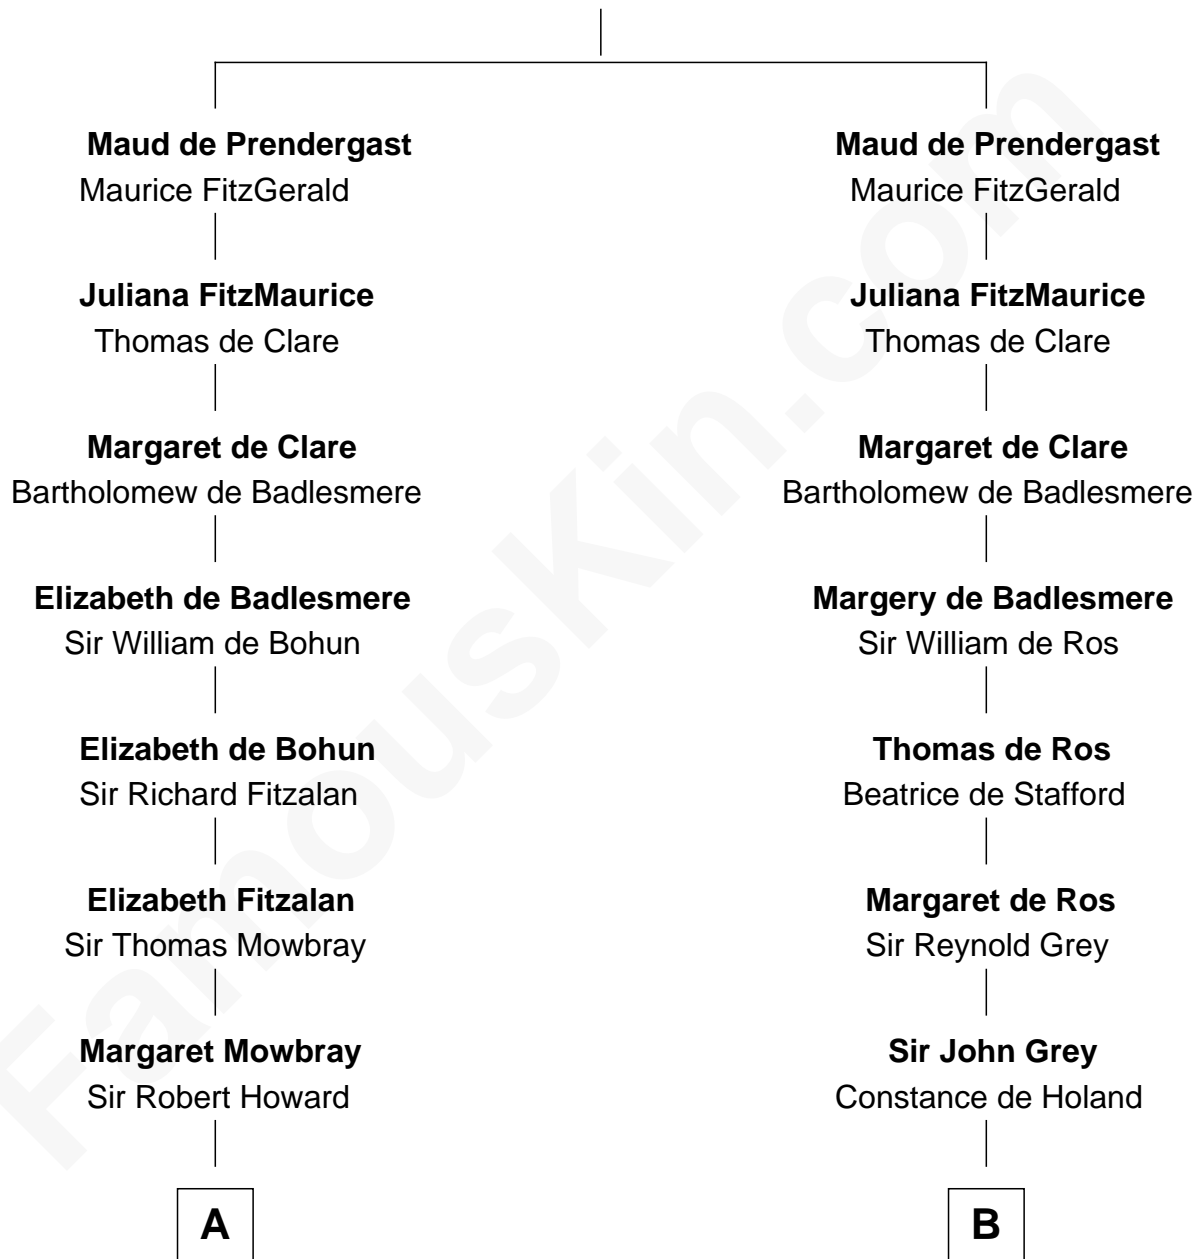 Maud de Prendergast
Maurice FitzGerald
Juliana FitzMaurice
Thomas de Clare
Margaret de Clare
Bartholomew de Badlesmere
Elizabeth de Badlesmere
Sir William de Bohun
Elizabeth de Bohun
Sir Richard Fitzalan
Elizabeth Fitzalan
Sir Thomas Mowbray
Margaret Mowbray
Sir Robert Howard
A
Maud de Prendergast
Maurice FitzGerald
Juliana FitzMaurice
Thomas de Clare
Margaret de Clare
Bartholomew de Badlesmere
Margery de Badlesmere
Sir William de Ros
Thomas de Ros
Beatrice de Stafford
Margaret de Ros
Sir Reynold Grey
Sir John Grey
Constance de Holand
B
FamousKin.com